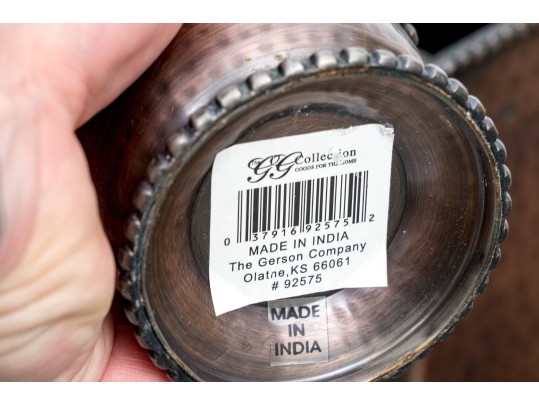 The GG Collection
GOODS FOR THE HOME
0 37916 92575 2
MADE IN INDIA
The Gerson Company
Olatne,KS 66061
# 92575
MADE
IN
INDIA